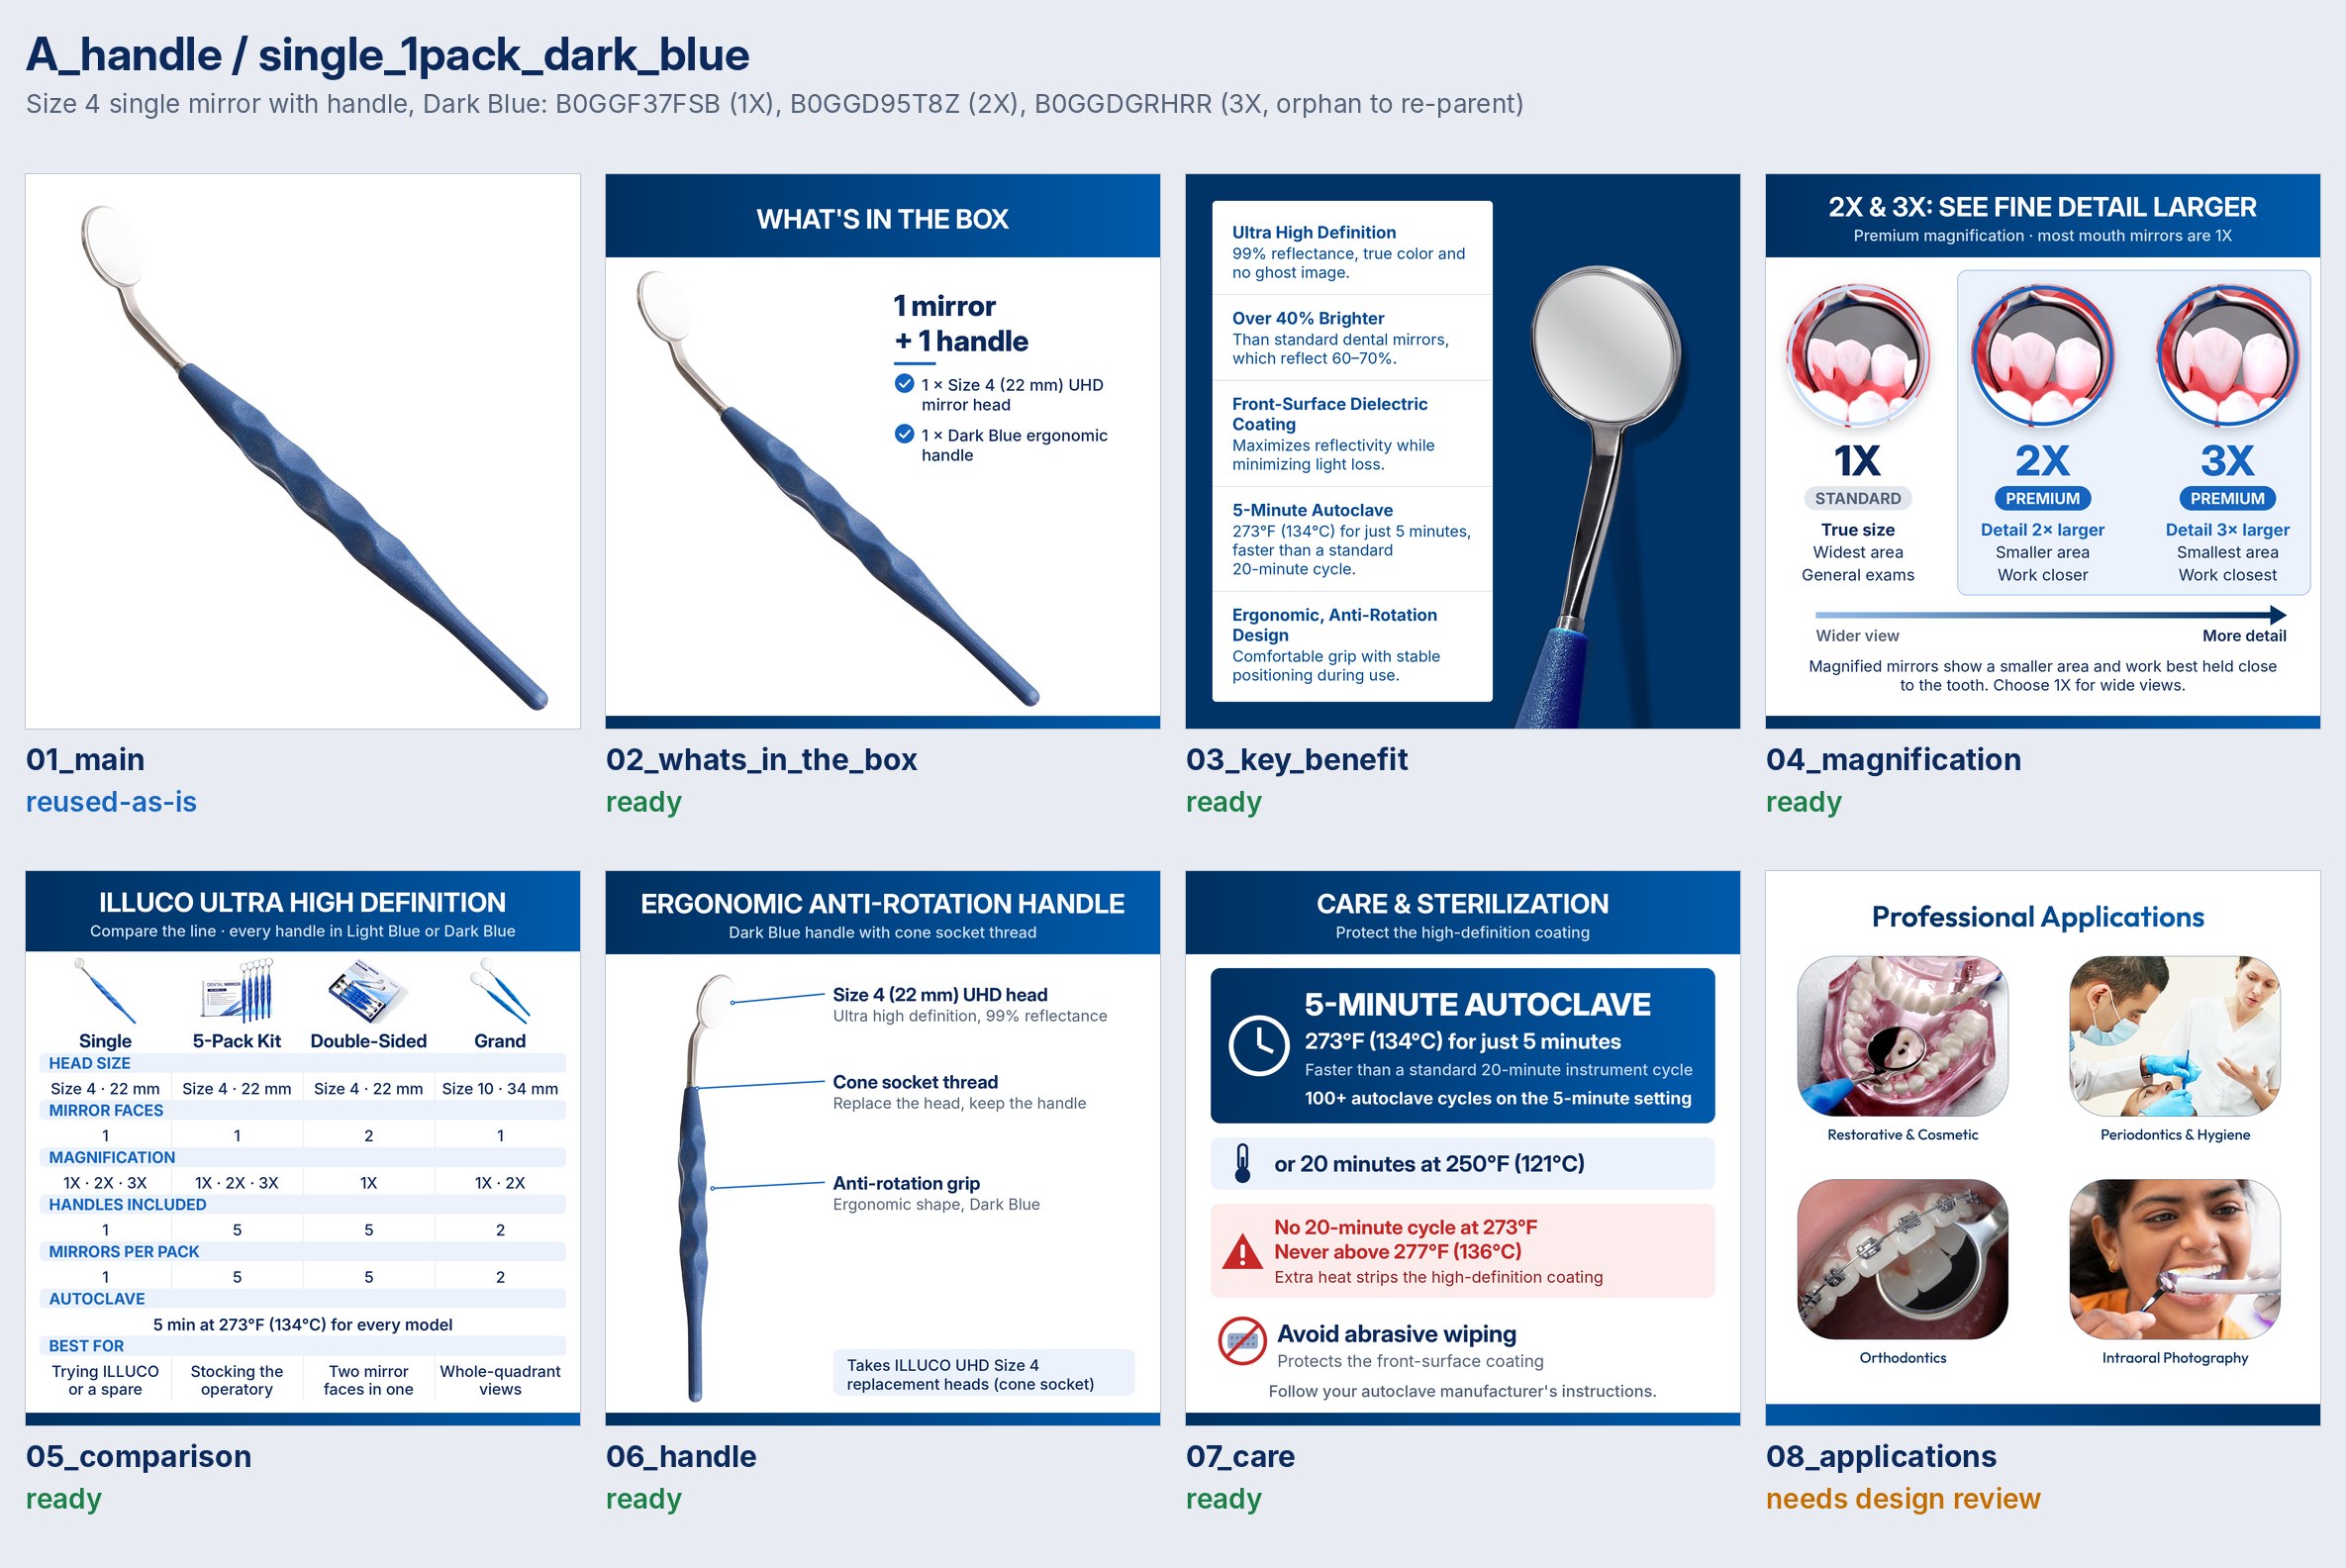 A_handle / single_1pack_dark_blue
Size 4 single mirror with handle, Dark Blue: B0GGF37FSB (1X), B0GGD95T8Z (2X), B0GGDGRHRR (3X, orphan to re-parent)
01_main
reused-as-is
WHAT'S IN THE BOX
1 mirror
+ 1 handle
1 × Size 4 (22 mm) UHD
mirror head
1 × Dark Blue ergonomic
handle
02_whats_in_the_box
ready
Ultra High Definition
99% reflectance, true color and
no ghost image.
Over 40% Brighter
Than standard dental mirrors,
which reflect 60–70%.
Front-Surface Dielectric
Coating
Maximizes reflectivity while
minimizing light loss.
5-Minute Autoclave
273°F (134°C) for just 5 minutes,
faster than a standard
20-minute cycle.
Ergonomic, Anti-Rotation
Design
Comfortable grip with stable
positioning during use.
03_key_benefit
ready
2X & 3X: SEE FINE DETAIL LARGER
Premium magnification · most mouth mirrors are 1X
1X
STANDARD
True size
Widest area
General exams
2X
PREMIUM
Detail 2× larger
Smaller area
Work closer
3X
PREMIUM
Detail 3× larger
Smallest area
Work closest
Wider view
More detail
Magnified mirrors show a smaller area and work best held close
to the tooth. Choose 1X for wide views.
04_magnification
ready
ILLUCO ULTRA HIGH DEFINITION
Compare the line · every handle in Light Blue or Dark Blue
DENTAL MIRROR
Single 5-Pack Kit Double-Sided Grand
HEAD SIZE
Size 4 · 22 mm Size 4 · 22 mm Size 4 · 22 mm Size 10 · 34 mm
MIRROR FACES
1 1 2 1
MAGNIFICATION
1X · 2X · 3X 1X · 2X · 3X 1X 1X · 2X
HANDLES INCLUDED
1 5 5 2
MIRRORS PER PACK
1 5 5 2
AUTOCLAVE
5 min at 273°F (134°C) for every model
BEST FOR
Trying ILLUCO Stocking the Two mirror Whole-quadrant
or a spare operatory faces in one views
05_comparison
ready
ERGONOMIC ANTI-ROTATION HANDLE
Dark Blue handle with cone socket thread
Size 4 (22 mm) UHD head
Ultra high definition, 99% reflectance
Cone socket thread
Replace the head, keep the handle
Anti-rotation grip
Ergonomic shape, Dark Blue
Takes ILLUCO UHD Size 4
replacement heads (cone socket)
06_handle
ready
CARE & STERILIZATION
Protect the high-definition coating
5-MINUTE AUTOCLAVE
273°F (134°C) for just 5 minutes
Faster than a standard 20-minute instrument cycle
100+ autoclave cycles on the 5-minute setting
or 20 minutes at 250°F (121°C)
No 20-minute cycle at 273°F
Never above 277°F (136°C)
Extra heat strips the high-definition coating
Avoid abrasive wiping
Protects the front-surface coating
Follow your autoclave manufacturer's instructions.
07_care
ready
Professional Applications
Restorative & Cosmetic
Periodontics & Hygiene
Orthodontics
Intraoral Photography
08_applications
needs design review